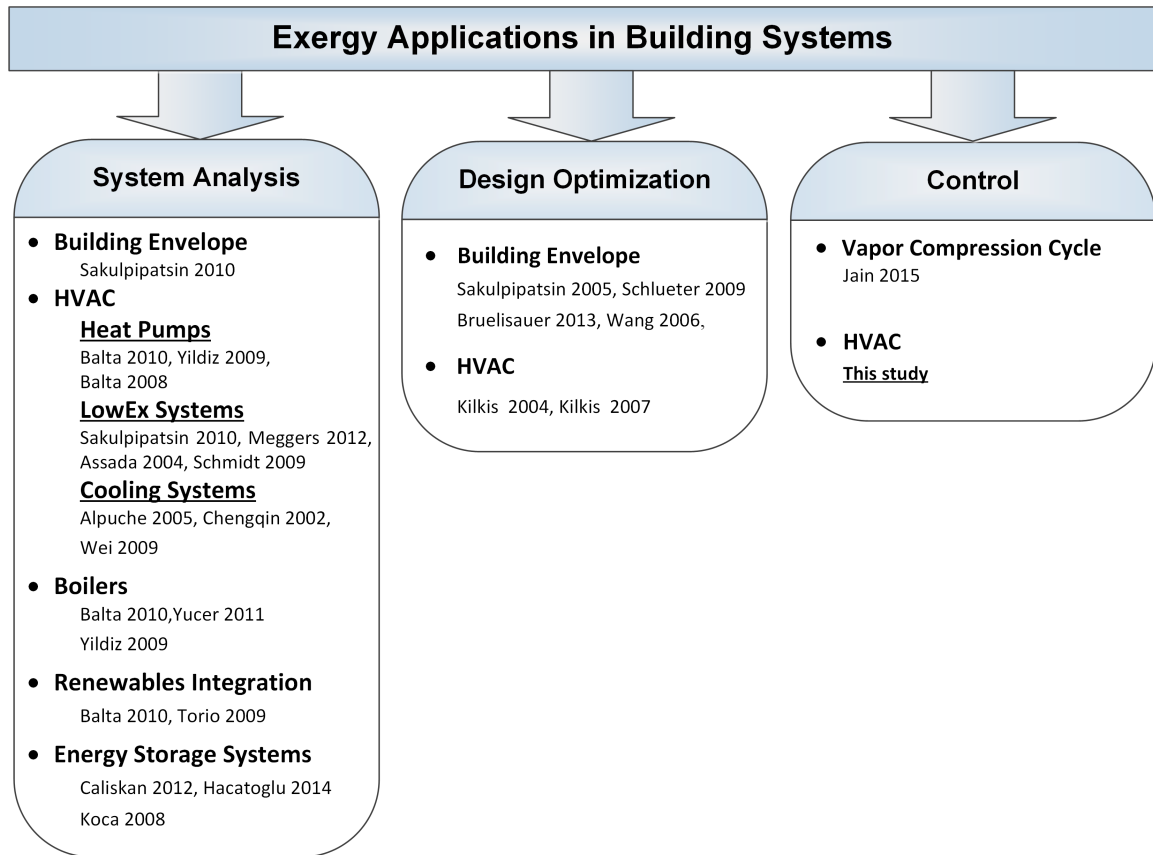 Exergy Applications in Building Systems
System Analysis
• Building Envelope
Sakulpipatsin 2010
• HVAC
Heat Pumps
Balta 2010, Yildiz 2009,
Balta 2008
LowEx Systems
Sakulpipatsin 2010, Meggers 2012,
Assada 2004, Schmidt 2009
Cooling Systems
Alpuche 2005, Chengqin 2002,
Wei 2009
• Boilers
Balta 2010,Yucer 2011
Yildiz 2009
• Renewables Integration
Balta 2010, Torio 2009
• Energy Storage Systems
Caliskan 2012, Hacatoglu 2014
Koca 2008
Design Optimization
• Building Envelope
Sakulpipatsin 2005, Schlueter 2009
Bruelisauer 2013, Wang 2006,
• HVAC
Kilkis 2004, Kilkis 2007
Control
• Vapor Compression Cycle
Jain 2015
• HVAC
This study